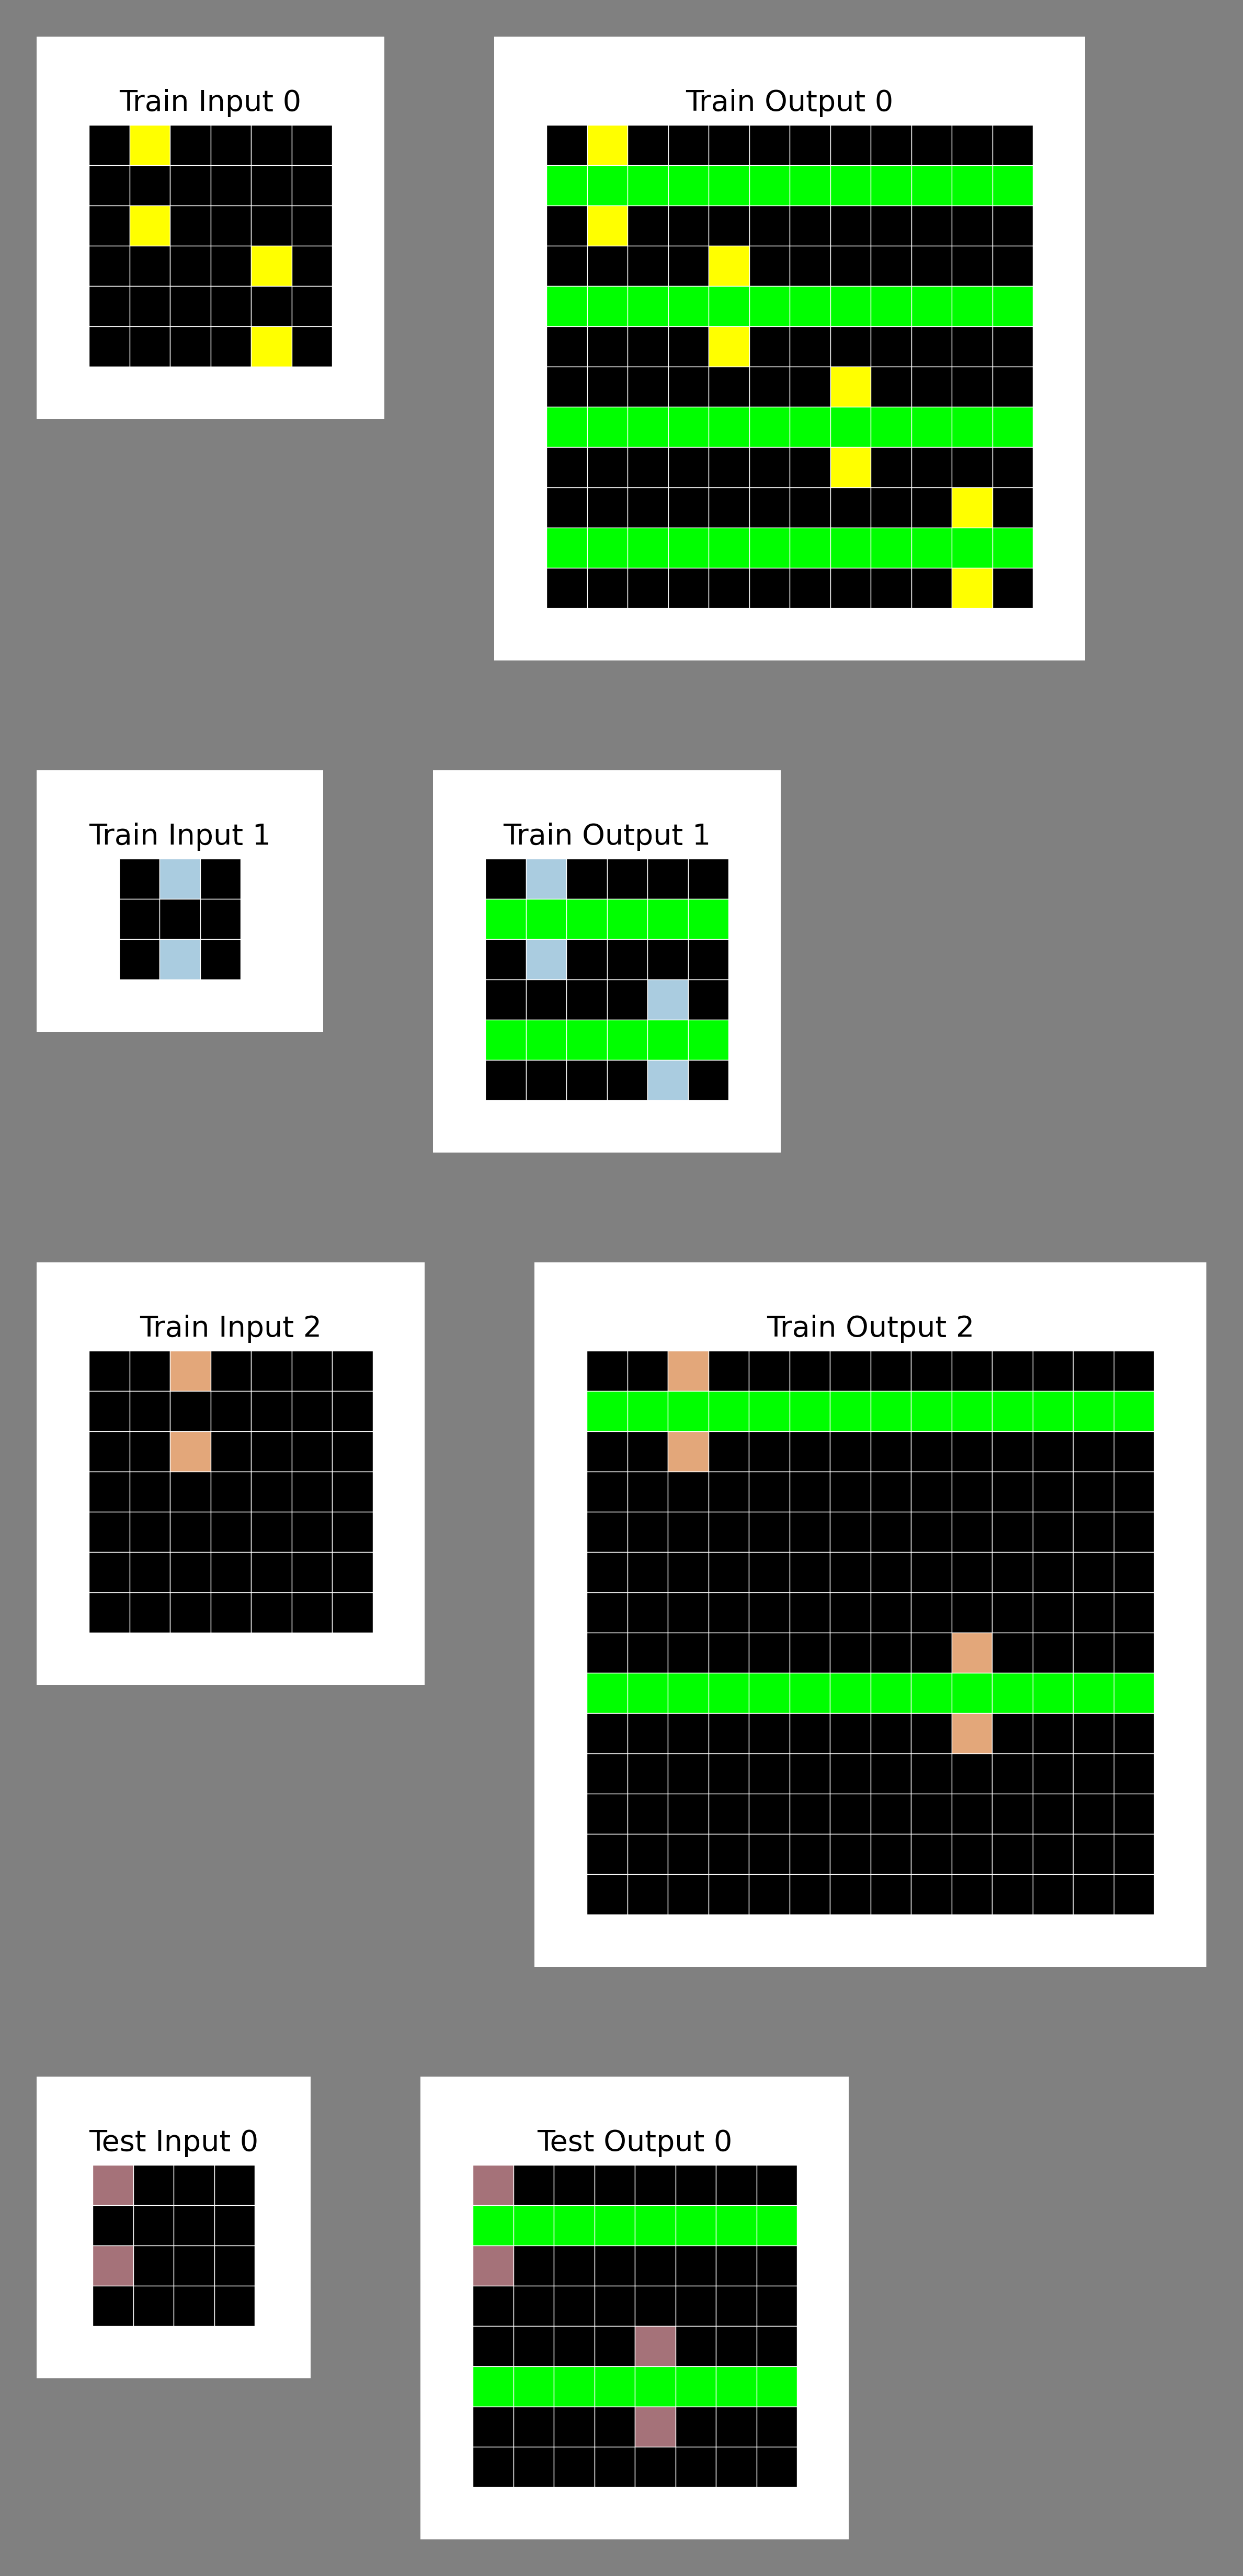 Train Input 0
Train Output 0
Train Input 1
Train Output 1
Train Input 2
Train Output 2
Test Input 0
Test Output 0